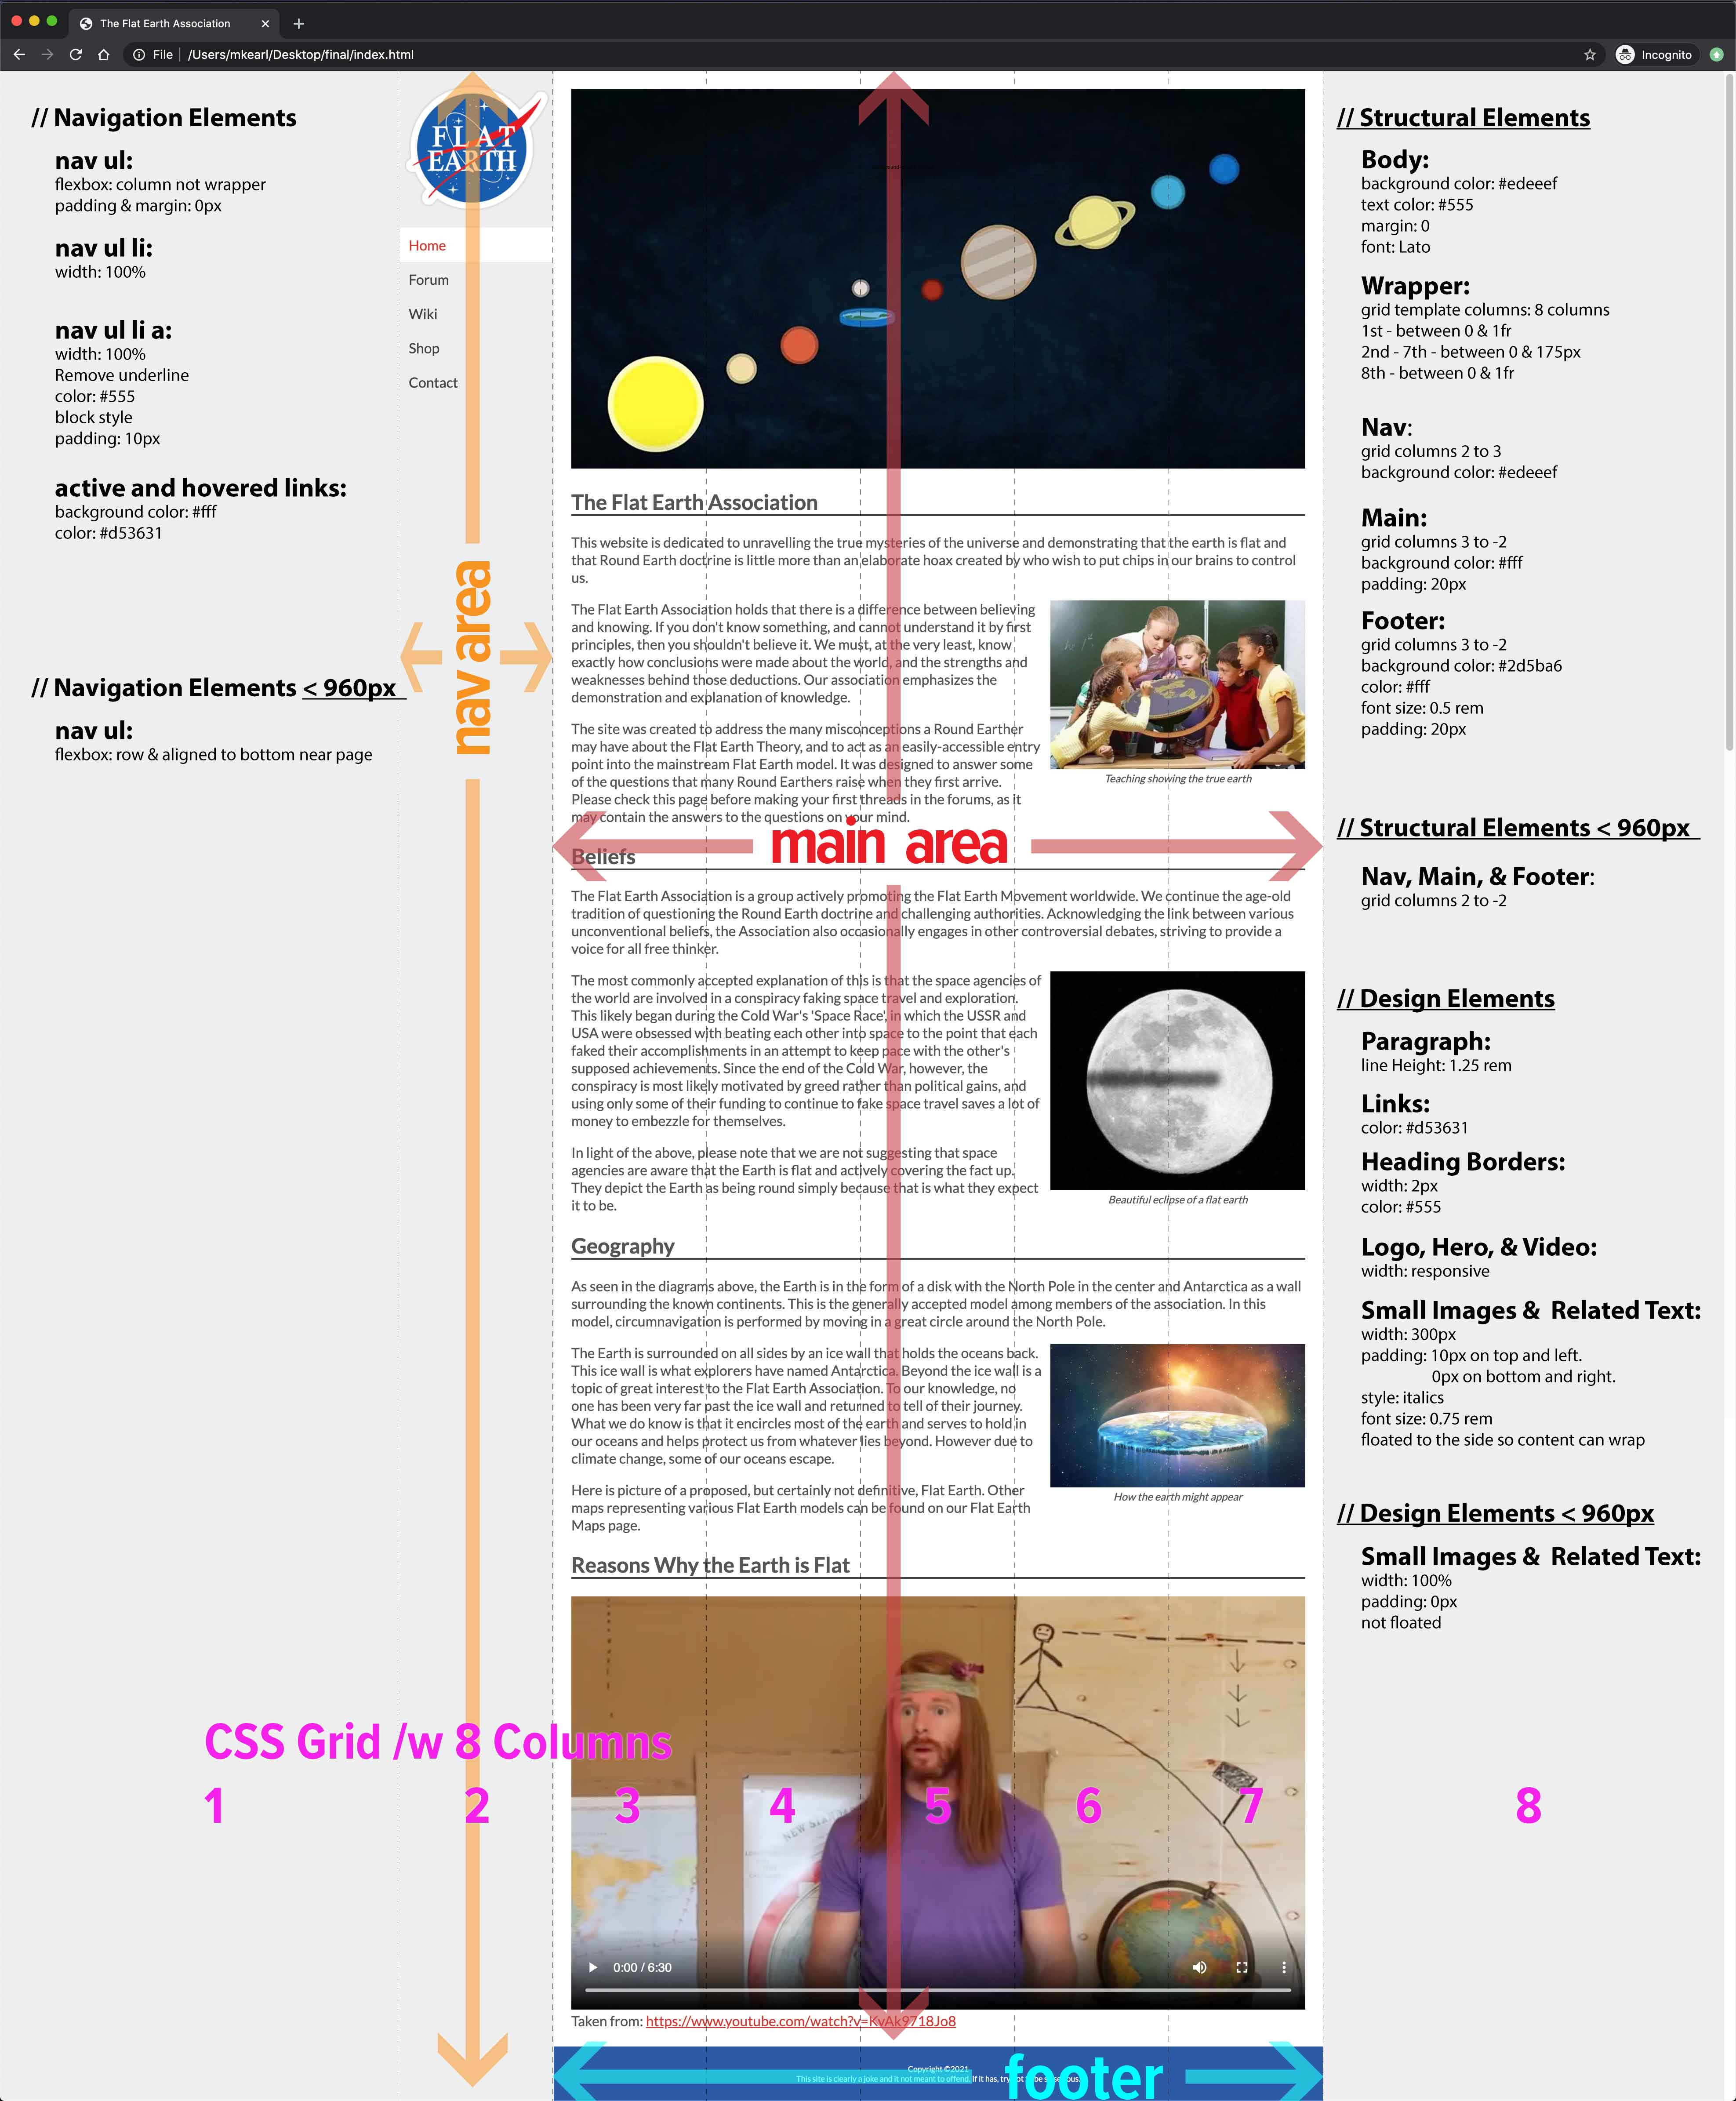 The Flat Earth Association
File /Users/mkearl/Desktop/final/index.html
Incognito
// Navigation Elements
nav ul:
flexbox: column not wrapper
padding & margin: 0px
nav ul li:
width: 100%
nav ul li a:
width: 100%
Remove underline
color: #555
block style
padding: 10px
active and hovered links:
background color: #fff
color: #d53631
// Navigation Elements < 960px
nav ul:
flexbox: row & aligned to bottom near page
FLAT
EARTH
Home
Forum
Wiki
Shop
Contact
nav area
The Flat Earth Association
This website is dedicated to unravelling the true mysteries of the universe and demonstrating that the earth is flat and
that Round Earth doctrine is little more than an elaborate hoax created by who wish to put chips in our brains to control
us.
The Flat Earth Association holds that there is a difference between believing
and knowing. If you don't know something, and cannot understand it by first
principles, then you shouldn't believe it. We must, at the very least, know
exactly how conclusions were made about the world, and the strengths and
weaknesses behind those deductions. Our association emphasizes the
demonstration and explanation of knowledge.
The site was created to address the many misconceptions a Round Earther
may have about the Flat Earth Theory, and to act as an easily-accessible entry
point into the mainstream Flat Earth model. It was designed to answer some
of the questions that many Round Earthers raise when they first arrive.
Please check this page before making your first threads in the forums, as it
may contain the answers to the questions on your mind.
Teaching showing the true earth
main area
Beliefs
The Flat Earth Association is a group actively promoting the Flat Earth Movement worldwide. We continue the age-old
tradition of questioning the Round Earth doctrine and challenging authorities. Acknowledging the link between various
unconventional beliefs, the Association also occasionally engages in other controversial debates, striving to provide a
voice for all free thinker.
The most commonly accepted explanation of this is that the space agencies of
the world are involved in a conspiracy faking space travel and exploration.
This likely began during the Cold War's 'Space Race', in which the USSR and
USA were obsessed with beating each other into space to the point that each
faked their accomplishments in an attempt to keep pace with the other's
supposed achievements. Since the end of the Cold War, however, the
conspiracy is most likely motivated by greed rather than political gains, and
using only some of their funding to continue to fake space travel saves a lot of
money to embezzle for themselves.
In light of the above, please note that we are not suggesting that space
agencies are aware that the Earth is flat and actively covering the fact up.
They depict the Earth as being round simply because that is what they expect
it to be.
Beautiful eclipse of a flat earth
Geography
As seen in the diagrams above, the Earth is in the form of a disk with the North Pole in the center and Antarctica as a wall
surrounding the known continents. This is the generally accepted model among members of the association. In this
model, circumnavigation is performed by moving in a great circle around the North Pole.
The Earth is surrounded on all sides by an ice wall that holds the oceans back.
This ice wall is what explorers have named Antarctica. Beyond the ice wall is a
topic of great interest to the Flat Earth Association. To our knowledge, no
one has been very far past the ice wall and returned to tell of their journey.
What we do know is that it encircles most of the earth and serves to hold in
our oceans and helps protect us from whatever lies beyond. However due to
climate change, some of our oceans escape.
Here is picture of a proposed, but certainly not definitive, Flat Earth. Other
maps representing various Flat Earth models can be found on our Flat Earth
Maps page.
How the earth might appear
Reasons Why the Earth is Flat
CSS Grid /w 8 Columns
1 2 3 4 5 6 7 8
NEW STA
0:00 / 6:30
Taken from: https://www.youtube.com/watch?v=KvAk9718Jo8
Copyright ©2021
This site is clearly a joke and it not meant to offend. If it has, try not to be so serious.
footer
// Structural Elements
Body:
background color: #edeeef
text color: #555
margin: 0
font: Lato
Wrapper:
grid template columns: 8 columns
1st - between 0 & 1fr
2nd - 7th - between 0 & 175px
8th - between 0 & 1fr
Nav:
grid columns 2 to 3
background color: #edeeef
Main:
grid columns 3 to -2
background color: #fff
padding: 20px
Footer:
grid columns 3 to -2
background color: #2d5ba6
color: #fff
font size: 0.5 rem
padding: 20px
// Structural Elements < 960px
Nav, Main, & Footer:
grid columns 2 to -2
// Design Elements
Paragraph:
line Height: 1.25 rem
Links:
color: #d53631
Heading Borders:
width: 2px
color: #555
Logo, Hero, & Video:
width: responsive
Small Images & Related Text:
width: 300px
padding: 10px on top and left.
0px on bottom and right.
style: italics
font size: 0.75 rem
floated to the side so content can wrap
// Design Elements < 960px
Small Images & Related Text:
width: 100%
padding: 0px
not floated